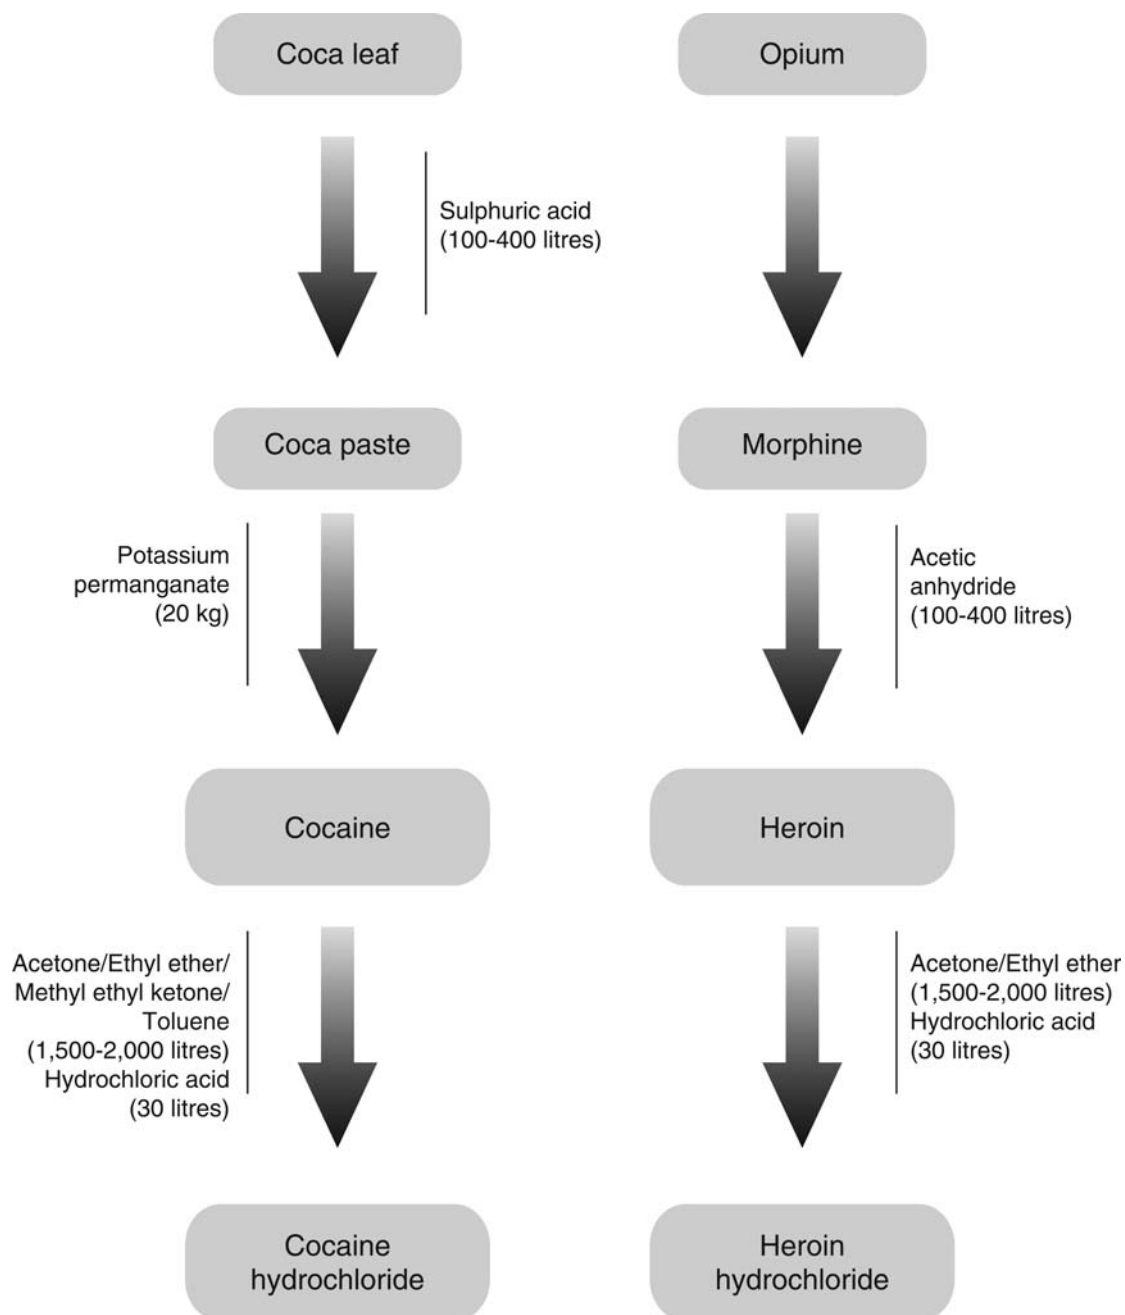 Coca leaf
Opium
Sulphuric acid
(100-400 litres)
Coca paste
Morphine
Potassium
permanganate
(20 kg)
Acetic
anhydride
(100-400 litres)
Cocaine
Heroin
Acetone/Ethyl ether/
Methyl ethyl ketone/
Toluene
(1,500-2,000 litres)
Hydrochloric acid
(30 litres)
Acetone/Ethyl ether
(1,500-2,000 litres)
Hydrochloric acid
(30 litres)
Cocaine
hydrochloride
Heroin
hydrochloride